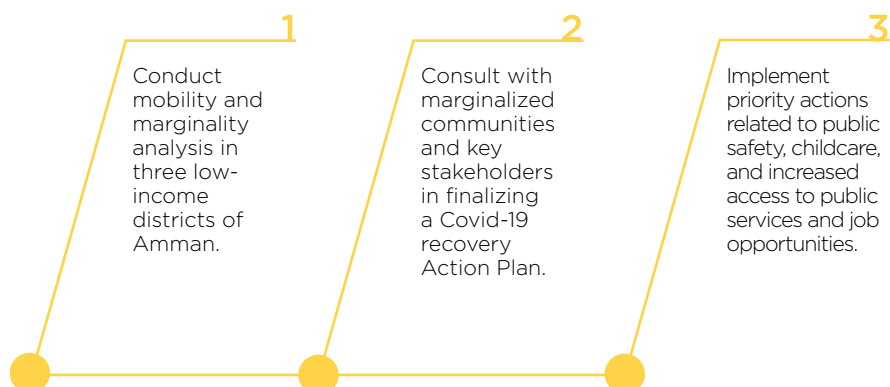 1
Conduct
mobility and
marginality
analysis in
three low-
income
districts of
Amman.
2
Consult with
marginalized
communities
and key
stakeholders
in finalizing
a Covid-19
recovery
Action Plan.
3
Implement
priority actions
related to public
safety, childcare,
and increased
access to public
services and job
opportunities.